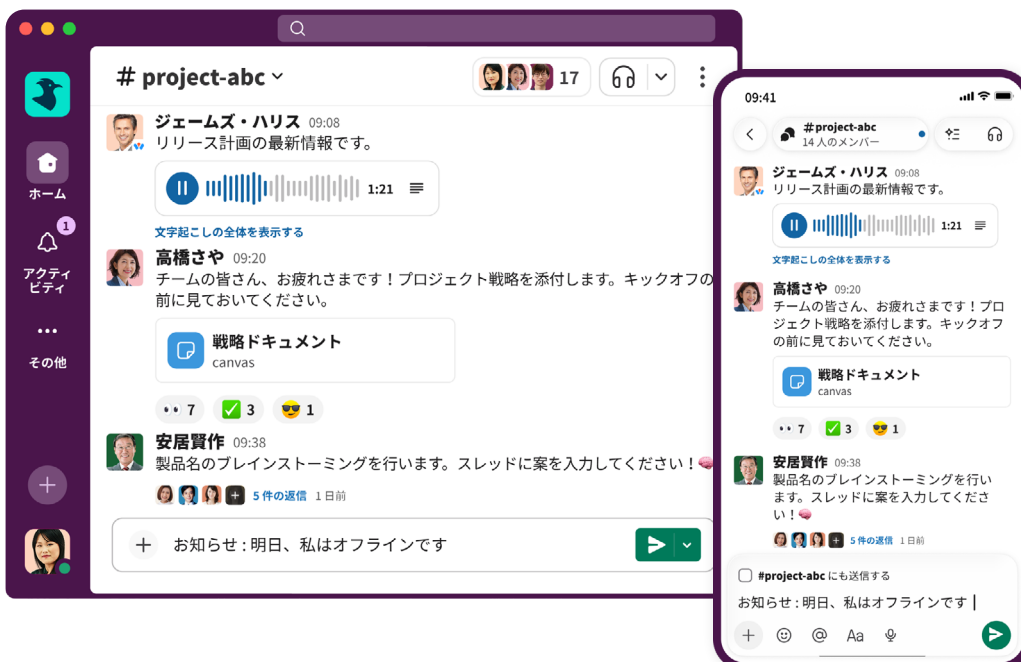 # project-abc
17
ホーム
1
アクティ
ビティ
その他
ジェームズ・ハリス 09:08
リリース計画の最新情報です。
1:21
文字起こしの全体を表示する
高橋さや 09:20
チームの皆さん、お疲れさまです！プロジェクト戦略を添付します。キックオフの
前に見ておいてください。
戦略ドキュメント
canvas
👀 7 ✅ 3 😎 1
安居賢作 09:38
製品名のブレインストーミングを行います。スレッドに案を入力してください！🧠
5 件の返信 1 日前
お知らせ : 明日、私はオフラインです
09:41
#project-abc
14 人のメンバー
ジェームズ・ハリス 09:08
リリース計画の最新情報です。
1:21
文字起こしの全体を表示する
高橋さや 09:20
チームの皆さん、お疲れさまです！プロ
ジェクト戦略を添付します。キックオフ
の前に見ておいてください。
戦略ドキュメント
canvas
👀 7 ✅ 3 😎 1
安居賢作 09:38
製品名のブレインストーミングを行い
ます。スレッドに案を入力してくださ
い！🧠
5 件の返信 1 日前
#project-abc にも送信する
お知らせ : 明日、私はオフラインです
Aa